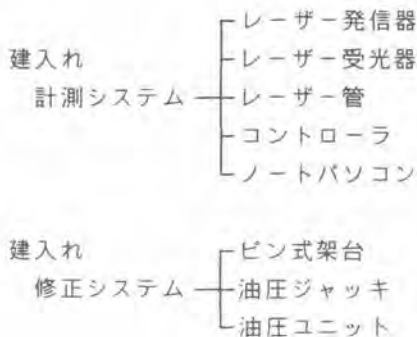 レーザー発信器
建入れ
レーザー受光器
計測システム
レーザー管
コントローラ
ノートパソコン
建入れ
ピン式架台
修正システム
油圧ジャッキ
油圧ユニット